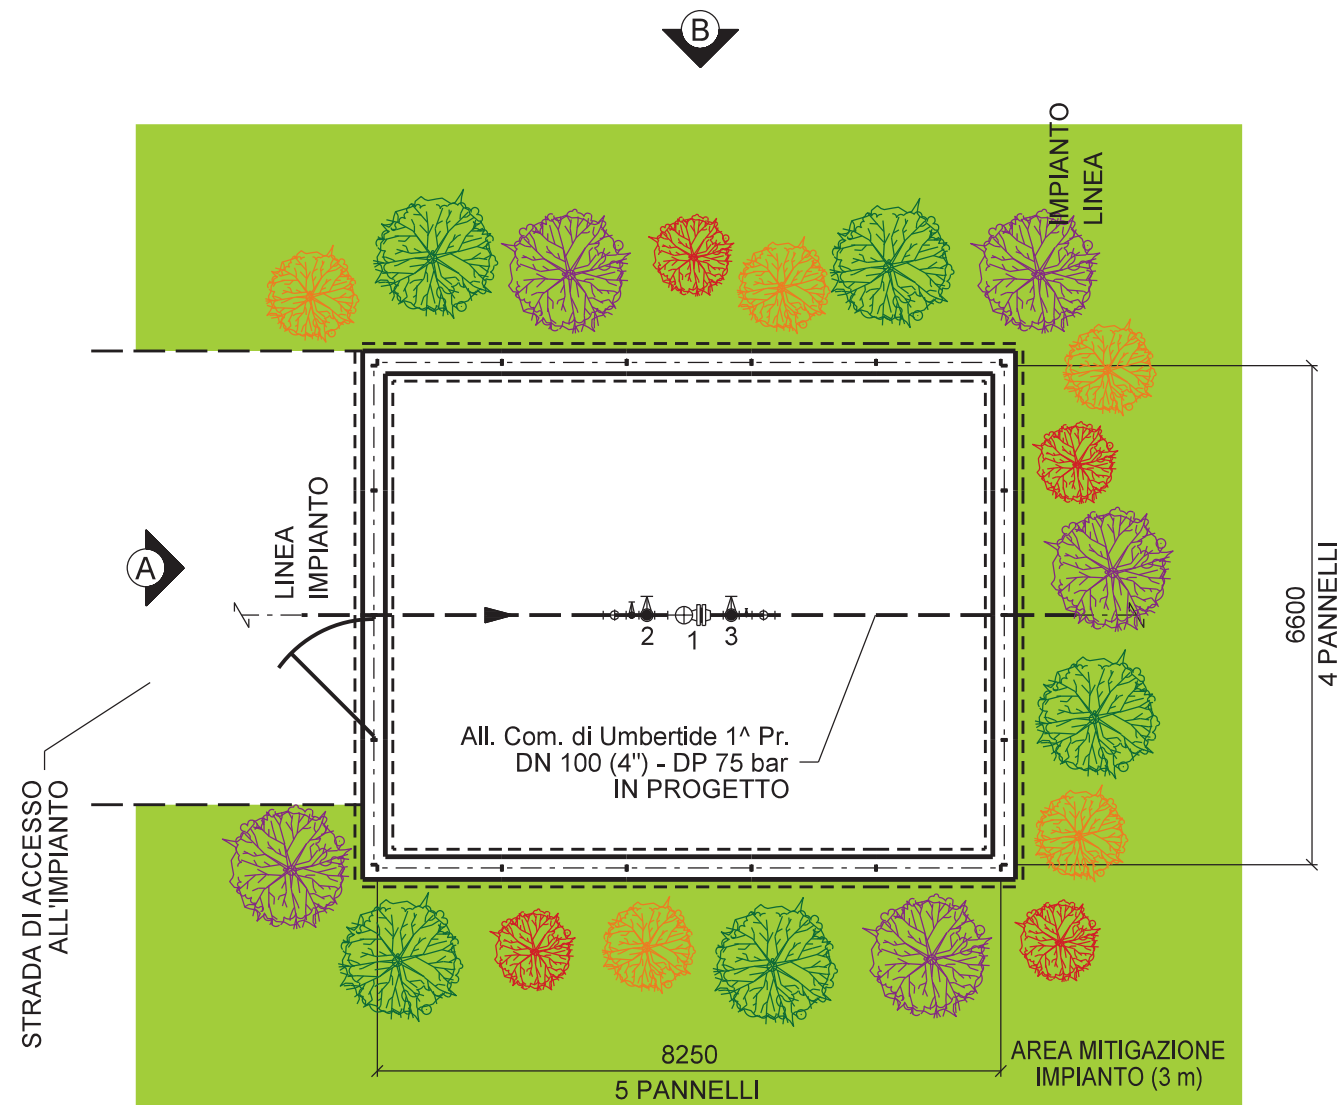 B
IMPIANTO
LINEA
LINEA
IMPIANTO
A
2
1
3
6600
4 PANNELLI
All. Com. di Umbertide 1^ Pr.
DN 100 (4") - DP 75 bar
IN PROGETTO
STRADA DI ACCESSO
ALL'IMPIANTO
8250
5 PANNELLI
AREA MITIGAZIONE
IMPIANTO (3 m)